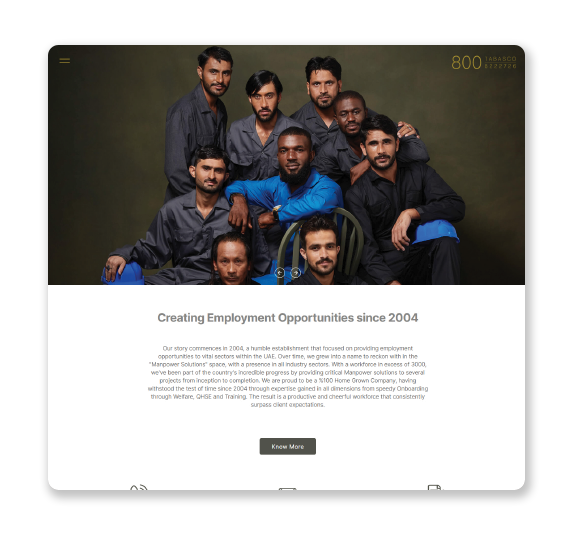 800 TABASCO
8222726
Creating Employment Opportunities since 2004
Our story commences in 2004, a humble establishment that focused on providing employment
opportunities to vital sectors within the UAE. Over time, we grew into a name to reckon with in the
"Manpower Solutions" space, with a presence in all industry sectors. With a workforce in excess of 3000,
we've been part of the country's incredible progress by providing critical Manpower solutions to several
projects from inception to completion. We are proud to be a %100 Home Grown Company, having
withstood the test of time since 2004 through expertise gained in all dimensions from speedy Onboarding
through Welfare, QHSE and Training. The result is a productive and cheerful workforce that consistently
surpass client expectations.
Know More